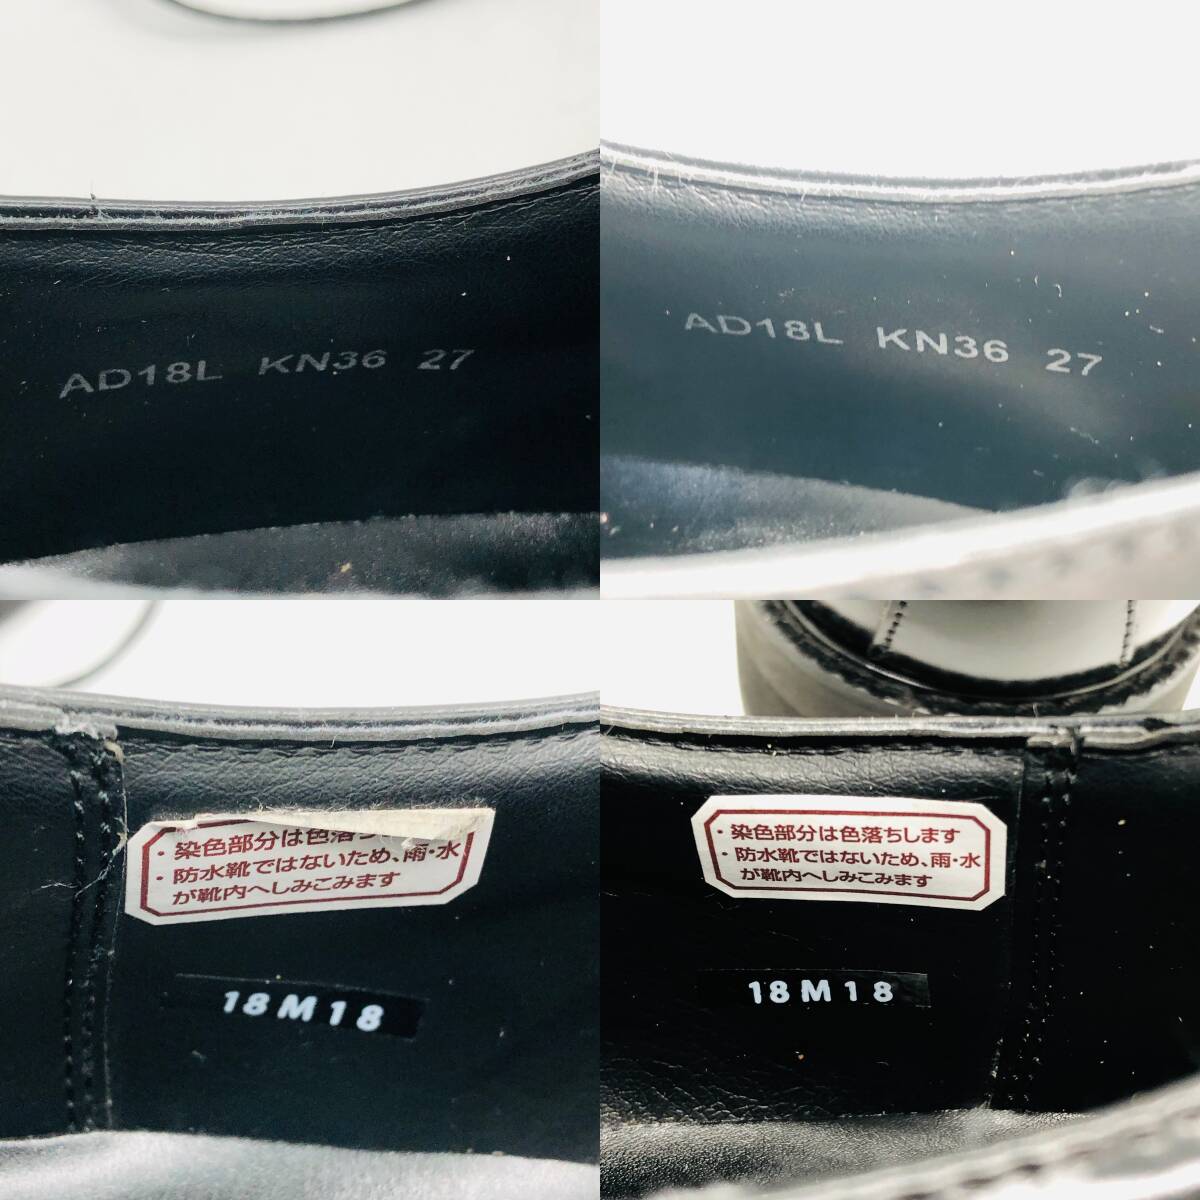 AD18L KN36 27
AD18L KN36 27
・染色部分は色落ち
・防水靴ではないため、雨・水
が靴内へしみこみます
18M18
・染色部分は色落ちします
・防水靴ではないため、雨・水
が靴内へしみこみます
18M18